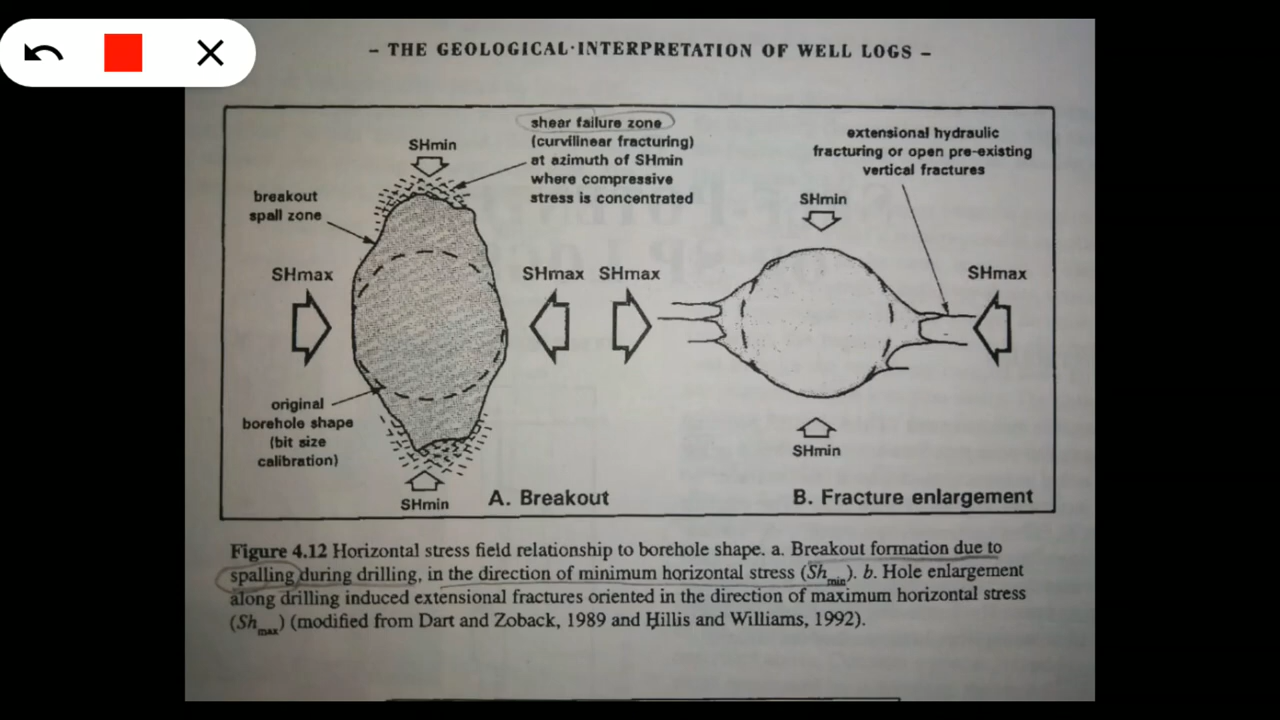 – THE GEOLOGICAL·INTERPRETATION OF WELL LOGS –
shear failure zone
(curvilinear fracturing)
at azimuth of SHmin
where compressive
stress is concentrated
SHmin
breakout
spall zone
SHmax
SHmax
original
borehole shape
(bit size
calibration)
SHmin
A. Breakout
extensional hydraulic
fracturing or open pre-existing
vertical fractures
SHmin
SHmax
SHmax
SHmin
B. Fracture enlargement
Figure 4.12 Horizontal stress field relationship to borehole shape. a. Breakout formation due to
spalling during drilling, in the direction of minimum horizontal stress (Sh min). b. Hole enlargement
along drilling induced extensional fractures oriented in the direction of maximum horizontal stress
(Sh max) (modified from Dart and Zoback, 1989 and Hillis and Williams, 1992).